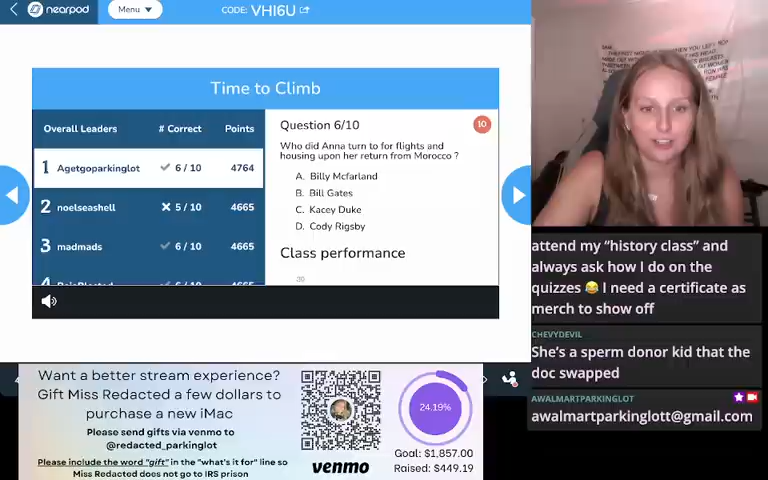 nearpod
Menu
CODE: VHI6U
Time to Climb
Overall Leaders # Correct Points
1 Agetgoparkinglot 6 / 10 4764
2 noelseashell 5 / 10 4665
3 madmads 6 / 10 4665
Question 6/10
10
Who did Anna turn to for flights and
housing upon her return from Morocco ?
A. Billy Mcfarland
B. Bill Gates
C. Kacey Duke
D. Cody Rigsby
Class performance
30
attend my “history class” and
always ask how I do on the
quizzes 😂 I need a certificate as
merch to show off
CHEVYDEVIL
She’s a sperm donor kid that the
doc swapped
AWALMARTPARKINGLOT
awalmartparkinglott@gmail.com
Want a better stream experience?
Gift Miss Redacted a few dollars to
purchase a new iMac
Please send gifts via venmo to
@redacted_parkinglot
Please include the word "gift" in the "what's it for" line so
Miss Redacted does not go to IRS prison
venmo
24.19%
Goal: $1,857.00
Raised: $449.19